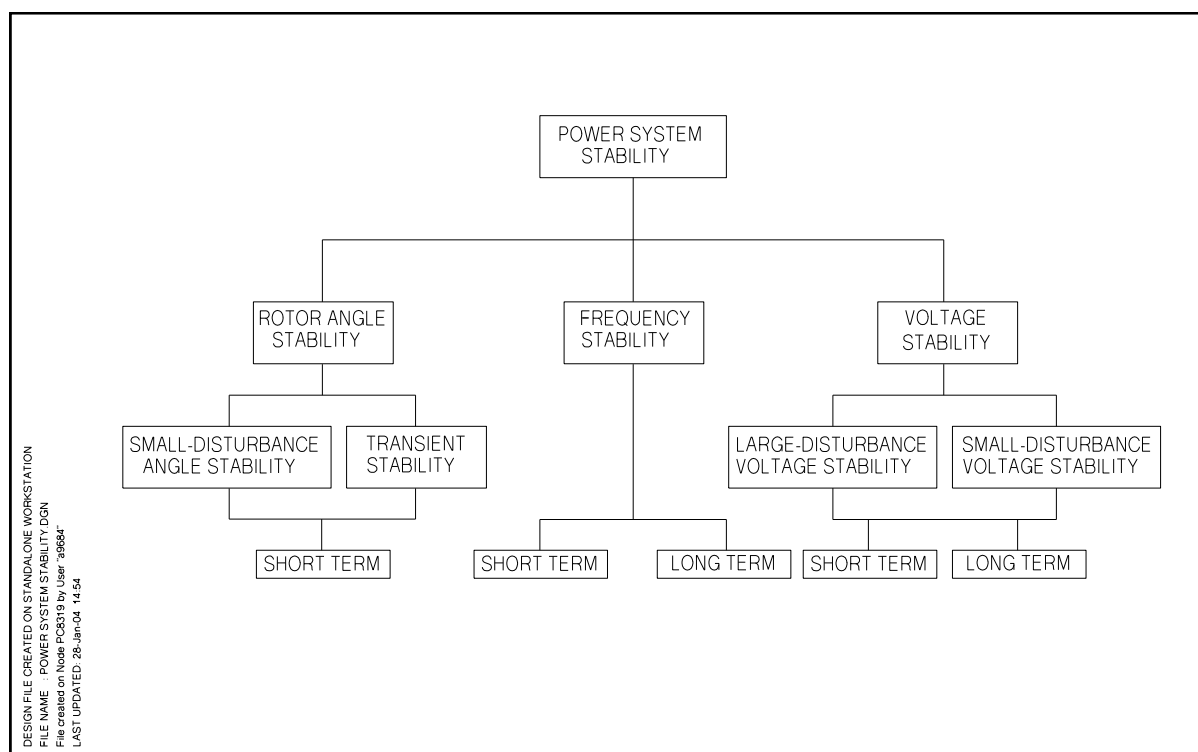 POWER SYSTEM
STABILITY
ROTOR ANGLE
STABILITY
FREQUENCY
STABILITY
VOLTAGE
STABILITY
SMALL-DISTURBANCE
ANGLE STABILITY
TRANSIENT
STABILITY
LARGE-DISTURBANCE
VOLTAGE STABILITY
SMALL-DISTURBANCE
VOLTAGE STABILITY
SHORT TERM
SHORT TERM
LONG TERM
SHORT TERM
LONG TERM
DESIGN FILE CREATED ON STANDALONE WORKSTATION
FILE NAME : POWER SYSTEM STABILITY.DGN
File created on Node PC8319 by User "a9684"
LAST UPDATED: 28-Jan-04 14:54